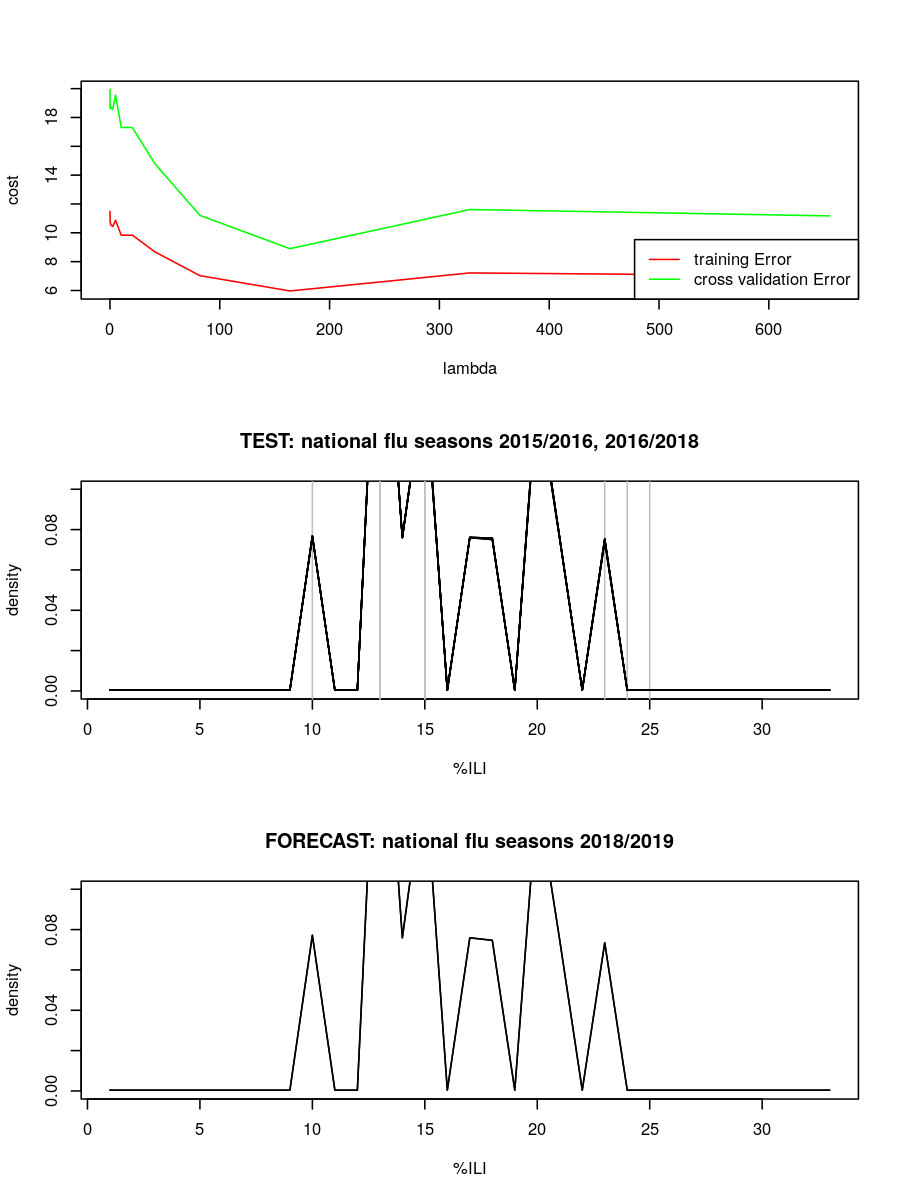 18
14
10
8
6
cost
training Error
cross validation Error
0 100 200 300 400 500 600
lambda
TEST: national flu seasons 2015/2016, 2016/2018
0.08
0.04
0.00
density
0 5 10 15 20 25 30
%ILI
FORECAST: national flu seasons 2018/2019
0.08
0.04
0.00
density
0 5 10 15 20 25 30
%ILI